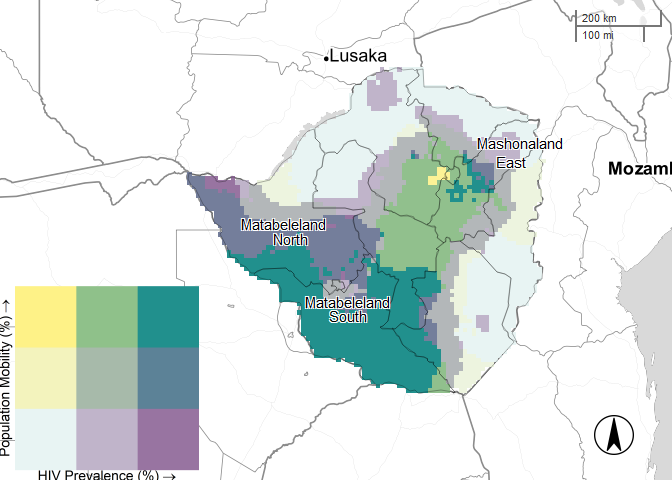 200 km
100 mi
Lusaka
Mashonaland
East
Mozamb
Matabeleland
North
Matabeleland
South
Population Mobility (%) →
HIV Prevalence (%) →